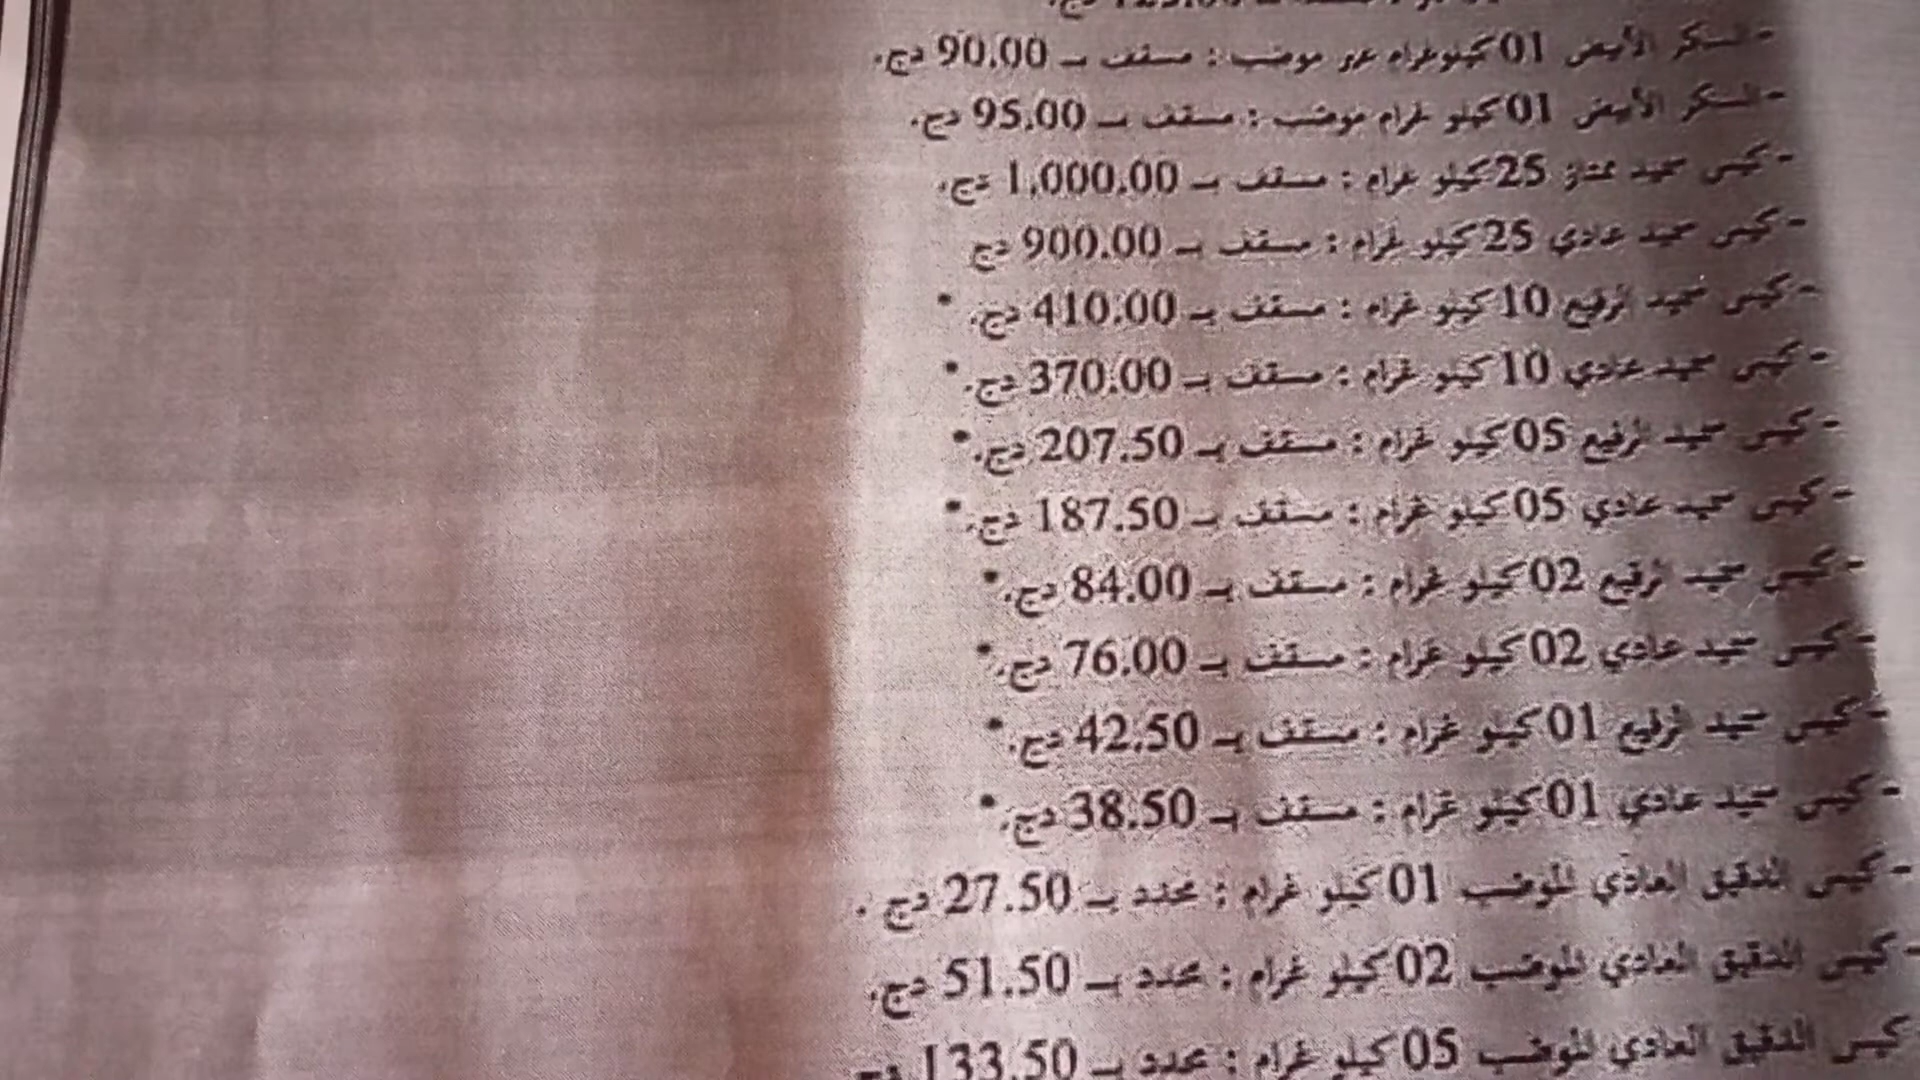 - السكر الأبيض 01 كيلوغرام غير موضب : مسقف بـ 90.00 دج.
- السكر الأبيض 01 كيلو غرام موضب : مسقف بـ 95.00 دج.
- كيس سميد ممتاز 25 كيلو غرام : مسقف بـ 1,000.00 دج.
- كيس سميد عادي 25 كيلو غرام : مسقف بـ 900.00 دج
- كيس سميد الرفيع 10 كيلو غرام : مسقف بـ 410.00 دج. *
- كيس سميد عادي 10 كيلو غرام : مسقف بـ 370.00 دج. *
- كيس سميد الرفيع 05 كيلو غرام : مسقف بـ 207.50 دج. *
- كيس سميد عادي 05 كيلو غرام : مسقف بـ 187.50 دج. *
- كيس سميد الرفيع 02 كيلو غرام : مسقف بـ 84.00 دج. *
- كيس سميد عادي 02 كيلو غرام : مسقف بـ 76.00 دج. *
- كيس سميد الرفيع 01 كيلو غرام : مسقف بـ 42.50 دج. *
- كيس سميد عادي 01 كيلو غرام : مسقف بـ 38.50 دج. *
- كيس الدقيق العادي الموضب 01 كيلو غرام : محدد بـ 27.50 دج .
- كيس الدقيق العادي الموضب 02 كيلو غرام : محدد بـ 51.50 دج.
كيس الدقيق العادي الموضب 05 كيلو غرام : محدد بـ 133.50 دج